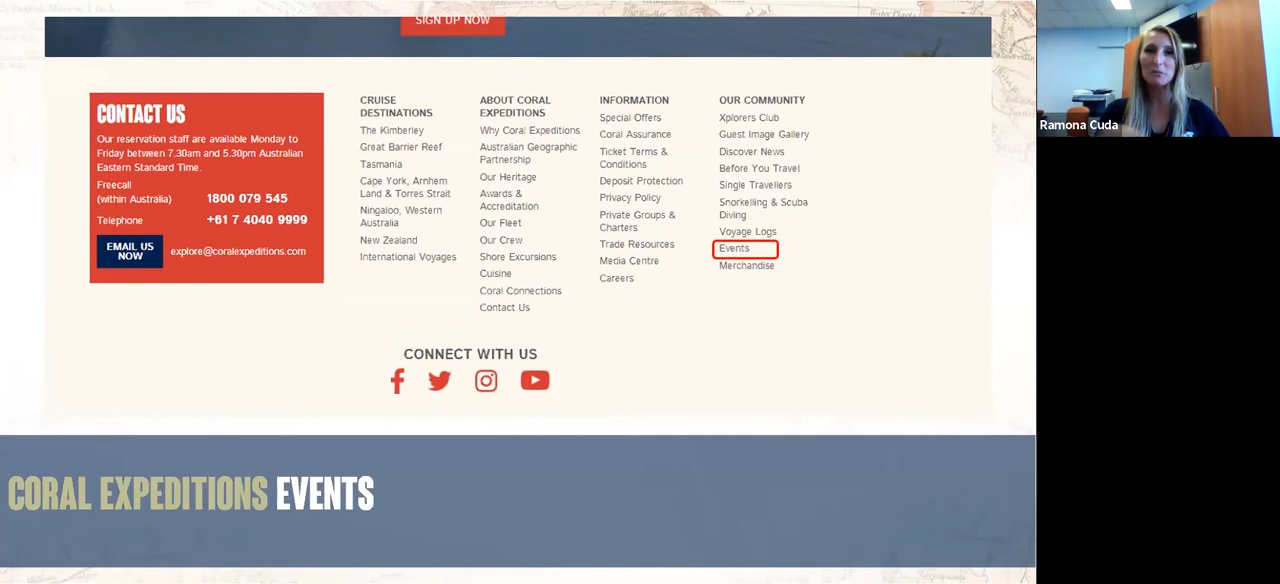 SIGN UP NOW
CONTACT US
Our reservation staff are available Monday to
Friday between 7.30am and 5.30pm Australian
Eastern Standard Time.
Freecall
(within Australia) 1800 079 545
Telephone +61 7 4040 9999
EMAIL US
NOW
explore@coralexpeditions.com
CRUISE
DESTINATIONS
The Kimberley
Great Barrier Reef
Tasmania
Cape York, Arnhem
Land & Torres Strait
Ningaloo, Western
Australia
New Zealand
International Voyages
ABOUT CORAL
EXPEDITIONS
Why Coral Expeditions
Australian Geographic
Partnership
Our Heritage
Awards &
Accreditation
Our Fleet
Our Crew
Shore Excursions
Cuisine
Coral Connections
Contact Us
INFORMATION
Special Offers
Coral Assurance
Ticket Terms &
Conditions
Deposit Protection
Privacy Policy
Private Groups &
Charters
Trade Resources
Media Centre
Careers
OUR COMMUNITY
Xplorers Club
Guest Image Gallery
Discover News
Before You Travel
Single Travellers
Snorkelling & Scuba
Diving
Voyage Logs
Events
Merchandise
CONNECT WITH US
CORAL EXPEDITIONS EVENTS
Ramona Cuda